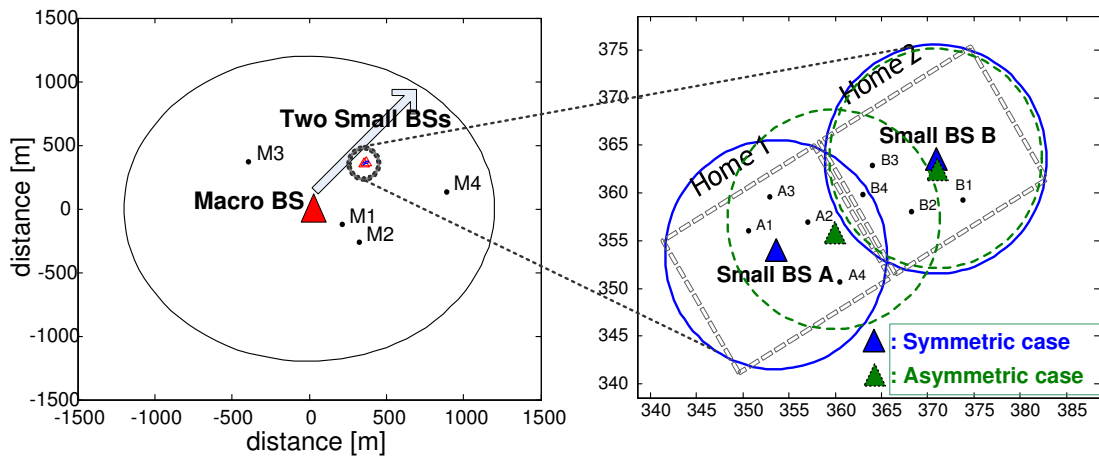 1500
1000
500
0
-500
-1000
-1500
distance [m]
-1500
-1000
-500
0
500
1000
1500
distance [m]
Two Small BSs
M3
M4
Macro BS
M1
M2
375
370
365
360
355
350
345
340
340
345
350
355
360
365
370
375
380
385
Home 2
Home 1
Small BS B
B3
A3
B4
B1
A2
B2
A1
Small BS A
A4
: Symmetric case
: Asymmetric case